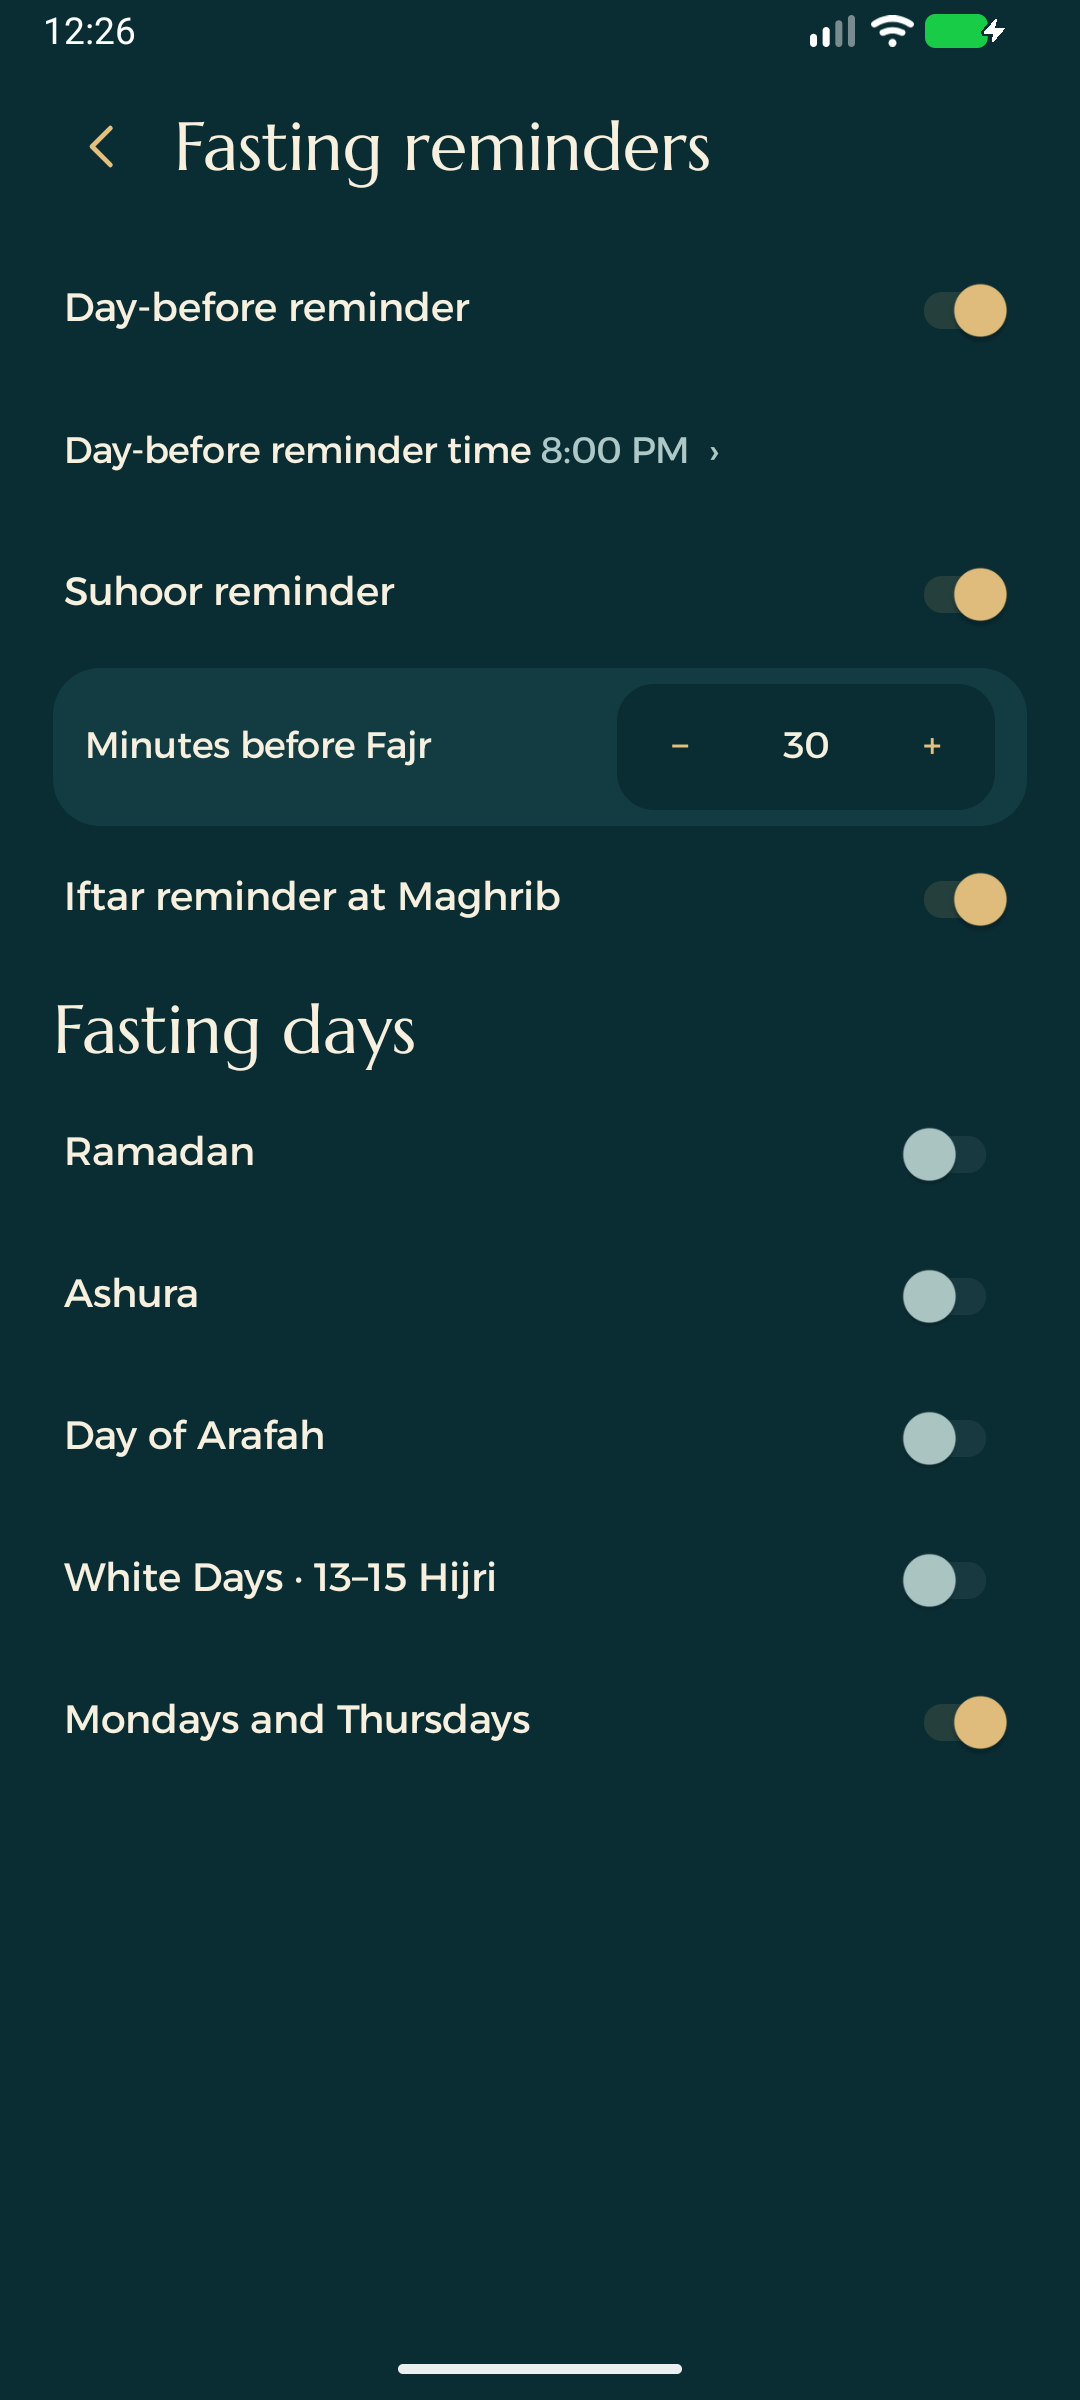 12:26
Fasting reminders
Day-before reminder
Day-before reminder time 8:00 PM ›
Suhoor reminder
Minutes before Fajr − 30 +
Iftar reminder at Maghrib
Fasting days
Ramadan
Ashura
Day of Arafah
White Days · 13–15 Hijri
Mondays and Thursdays